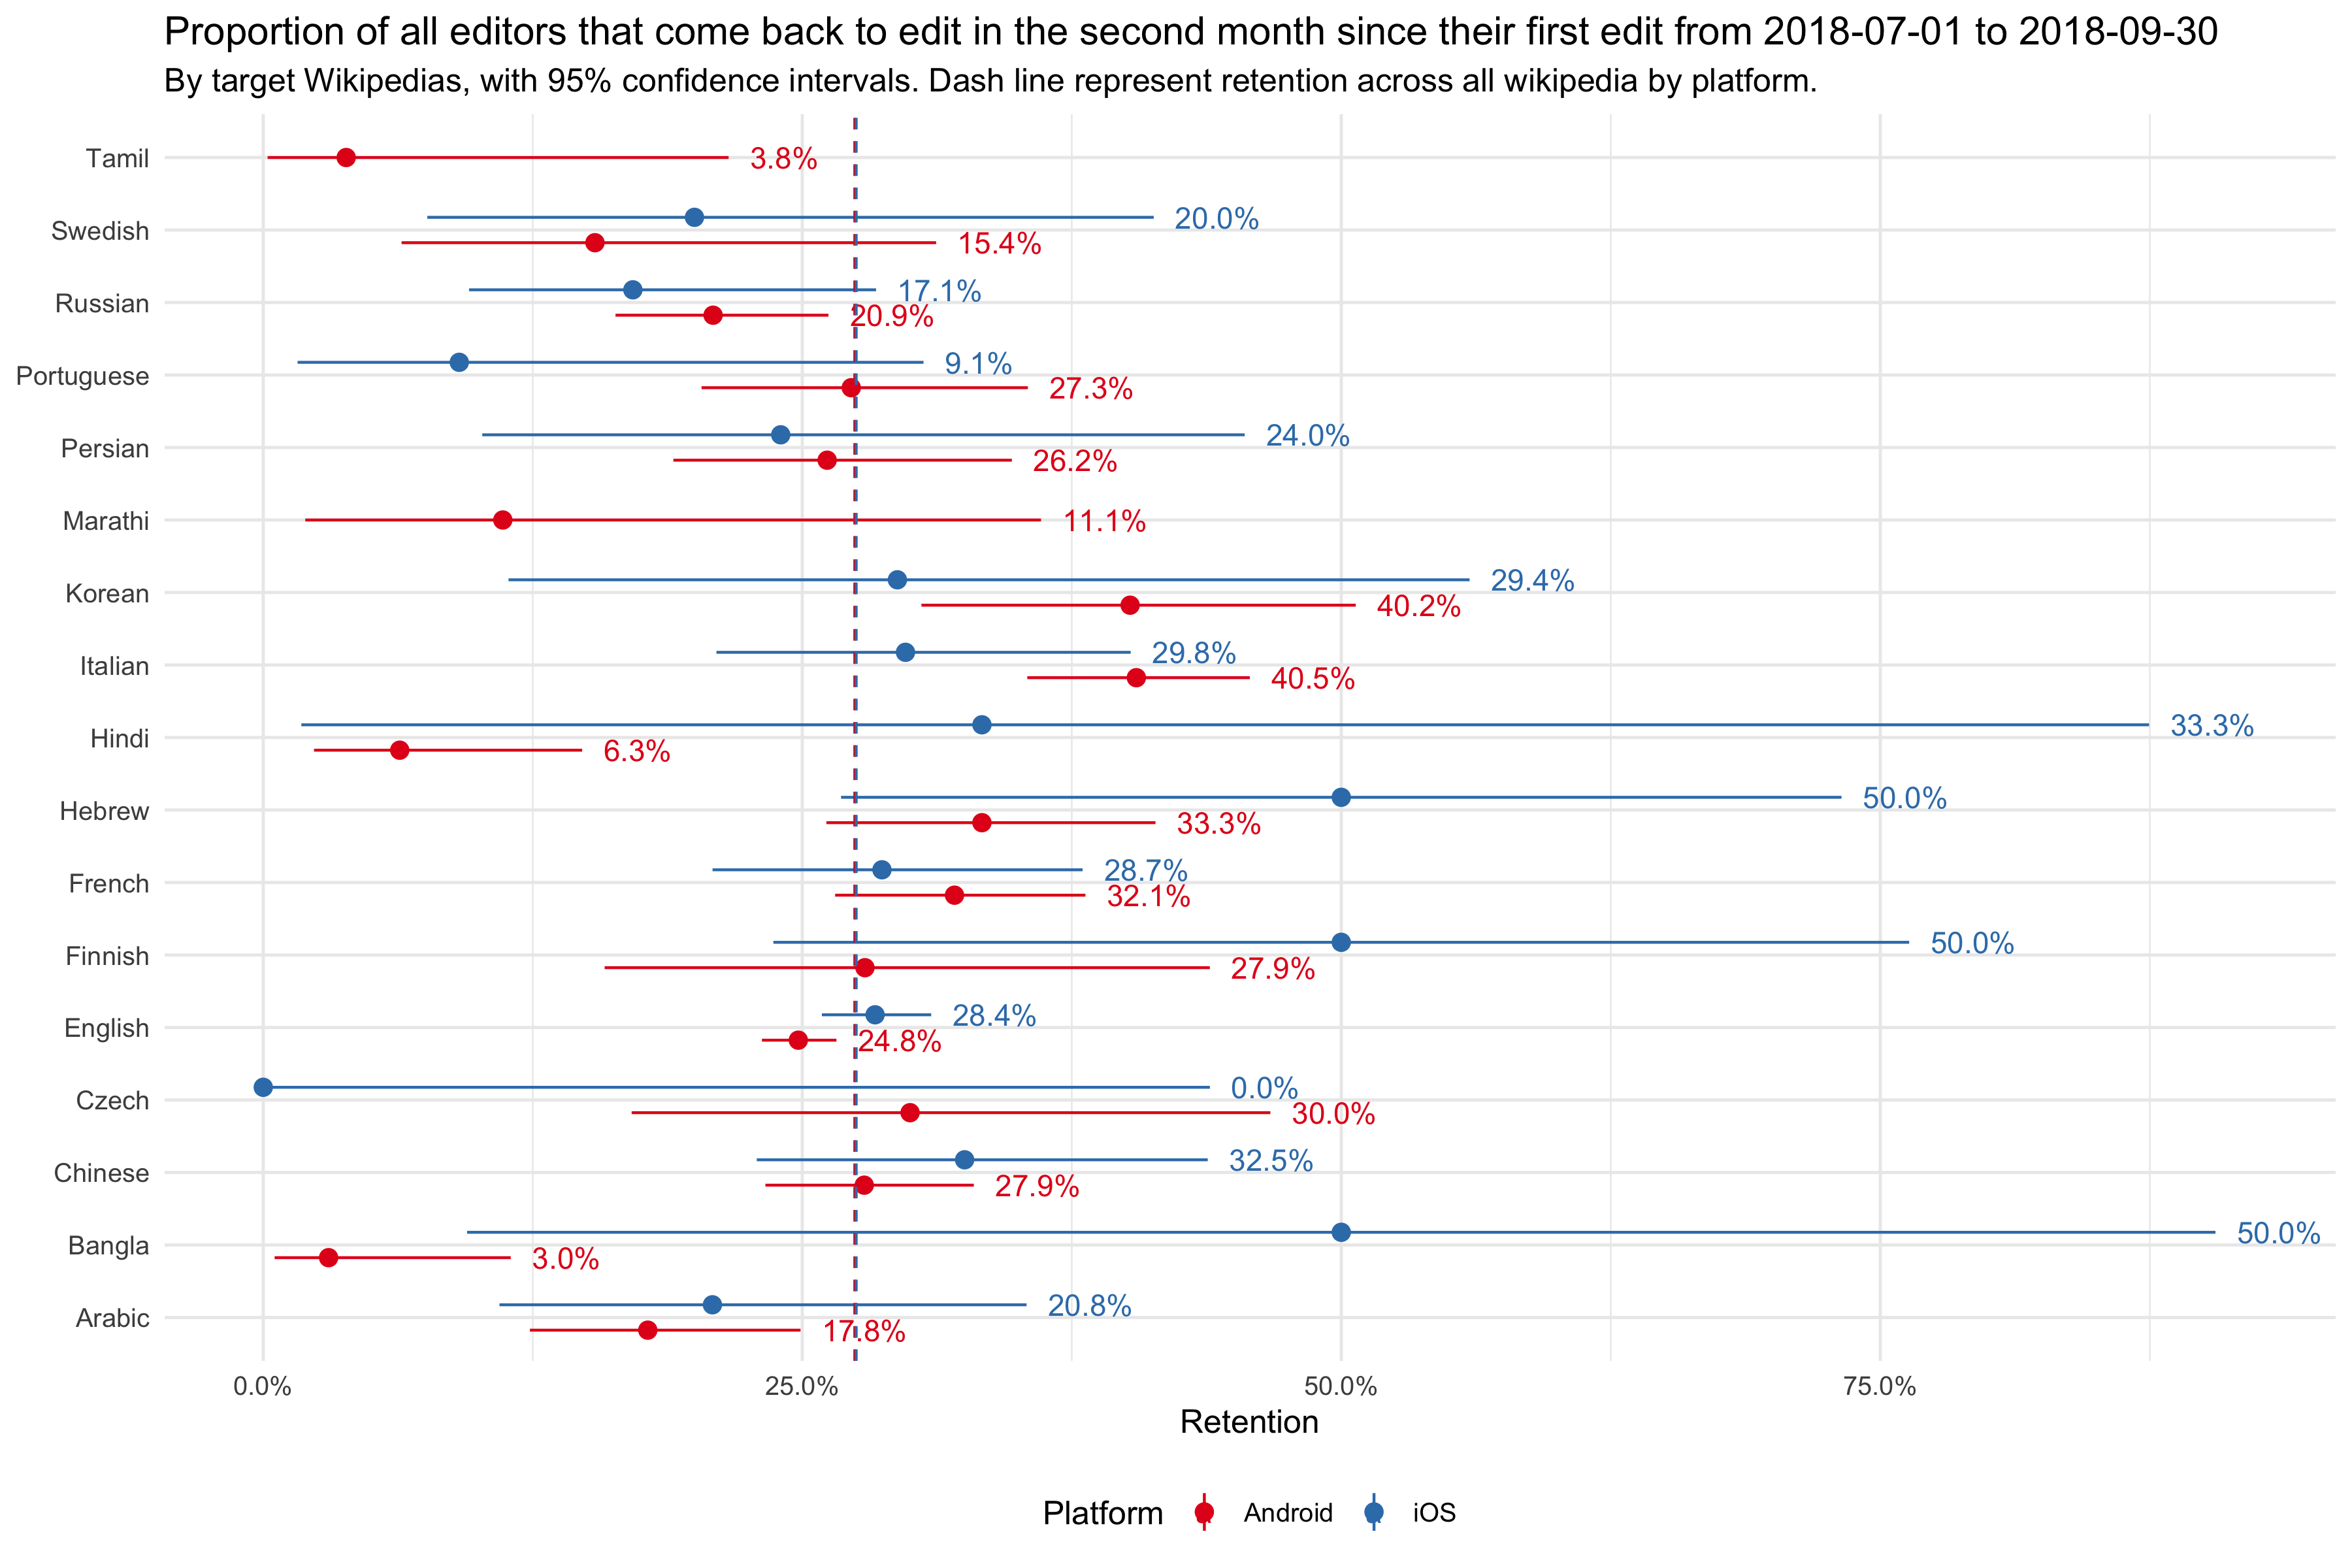 Proportion of all editors that come back to edit in the second month since their first edit from 2018-07-01 to 2018-09-30
By target Wikipedias, with 95% confidence intervals. Dash line represent retention across all wikipedia by platform.
Tamil
3.8%
Swedish
20.0%
15.4%
Russian
17.1%
20.9%
Portuguese
9.1%
27.3%
Persian
24.0%
26.2%
Marathi
11.1%
Korean
29.4%
40.2%
Italian
29.8%
40.5%
Hindi
33.3%
6.3%
Hebrew
50.0%
33.3%
French
28.7%
32.1%
Finnish
50.0%
27.9%
English
28.4%
24.8%
Czech
0.0%
30.0%
Chinese
32.5%
27.9%
Bangla
50.0%
3.0%
Arabic
20.8%
17.8%
0.0% 25.0% 50.0% 75.0%
Retention
Platform Android iOS